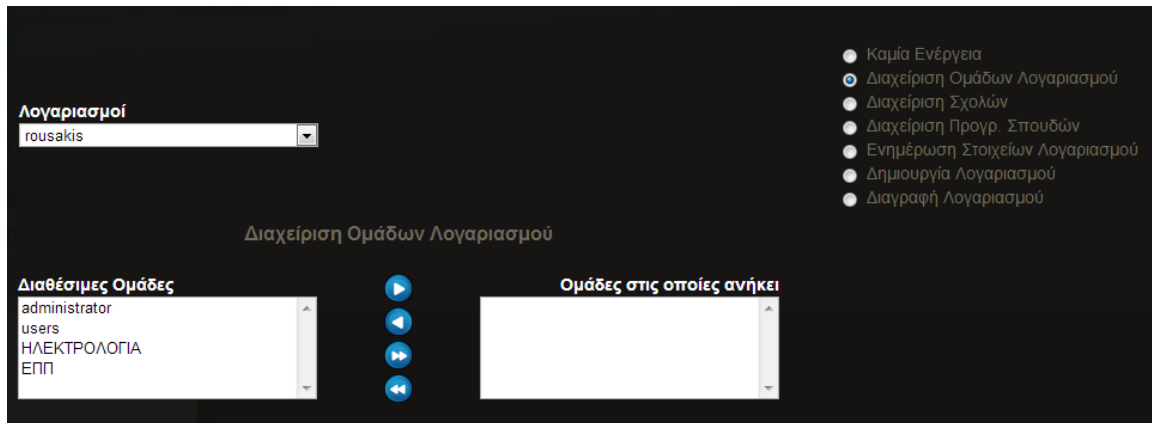 Καμία Ενέργεια
Διαχείριση Ομάδων Λογαριασμού
Διαχείριση Σχολών
Διαχείριση Προγρ. Σπουδών
Ενημέρωση Στοιχείων Λογαριασμού
Δημιουργία Λογαριασμού
Διαγραφή Λογαριασμού
Λογαριασμοί
rousakis
Διαχείριση Ομάδων Λογαριασμού
Διαθέσιμες Ομάδες
administrator
users
ΗΛΕΚΤΡΟΛΟΓΙΑ
ΕΠΠ
Ομάδες στις οποίες ανήκει